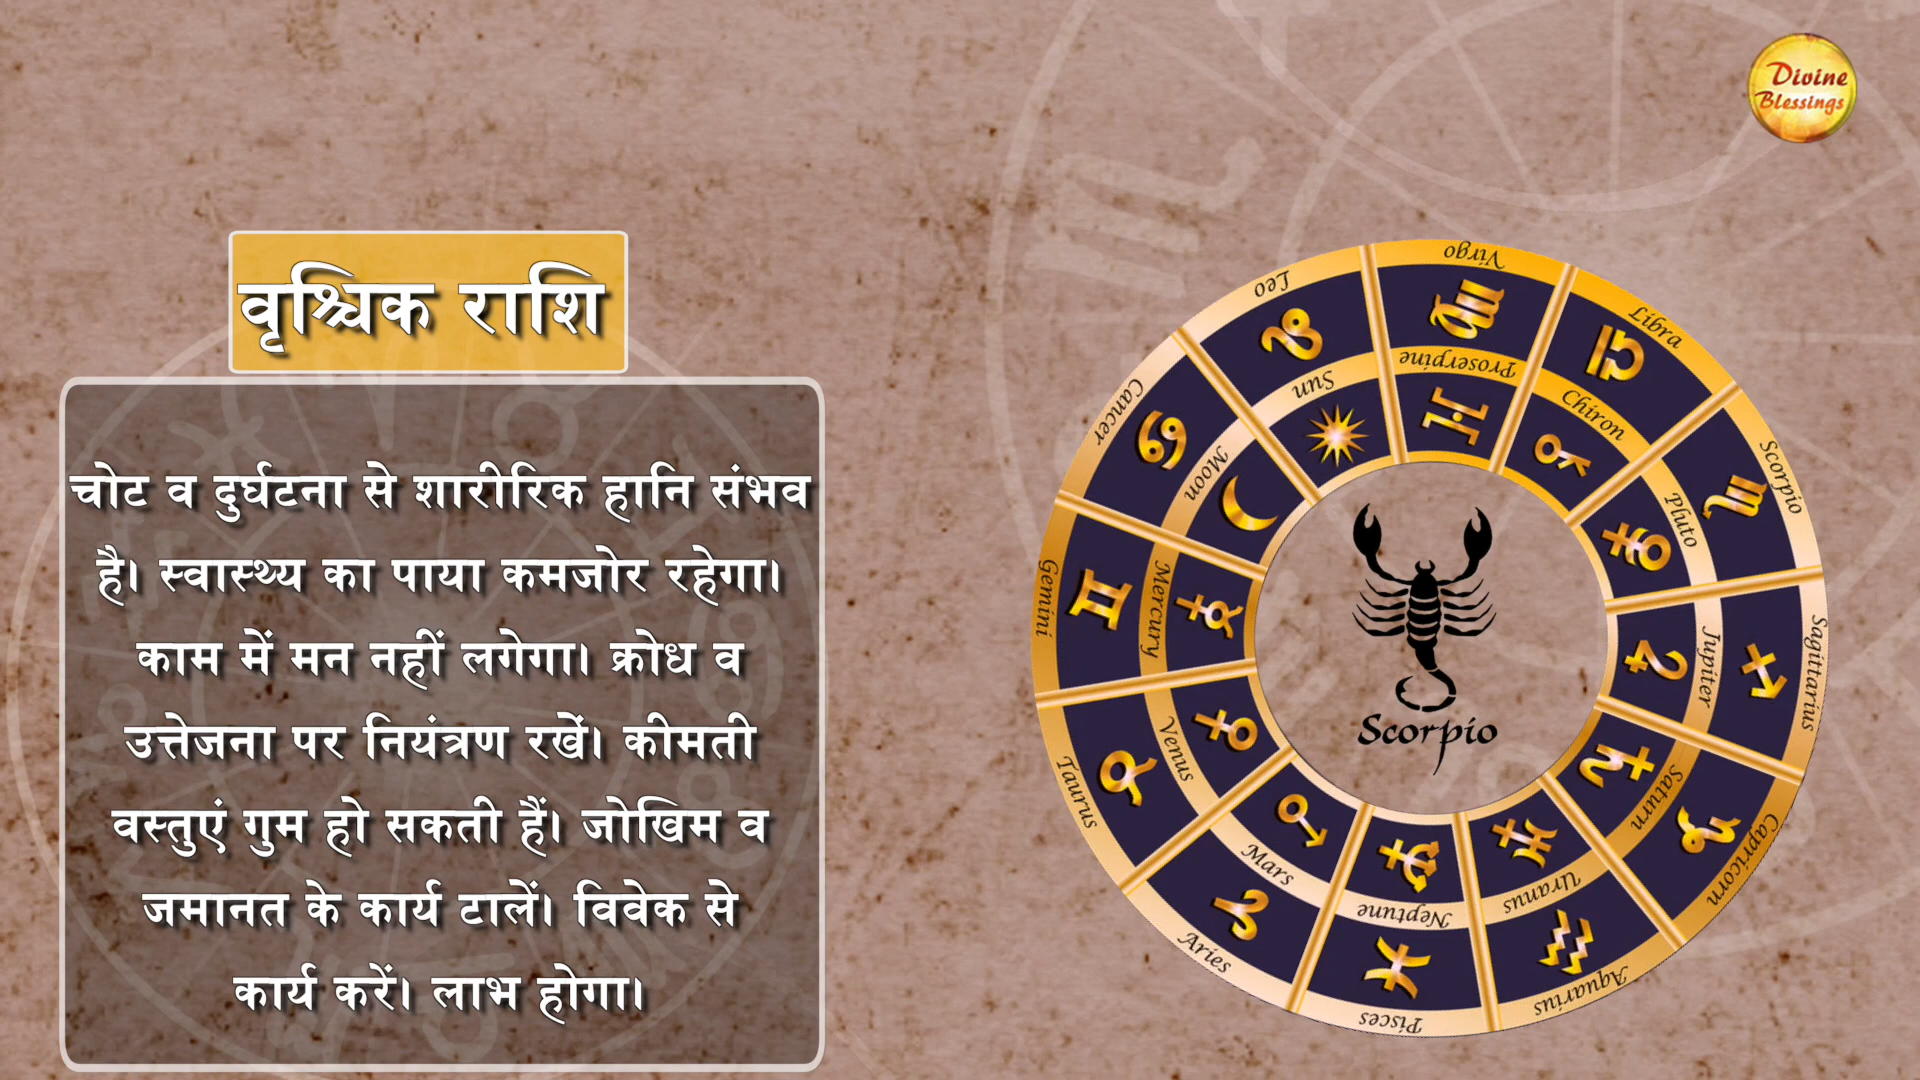 Divine
Blessings
वृश्चिक राशि
चोट व दुर्घटना से शारीरिक हानि संभव
है। स्वास्थ्य का पाया कमजोर रहेगा।
काम में मन नहीं लगेगा। क्रोध व
उत्तेजना पर नियंत्रण रखें। कीमती
वस्तुएं गुम हो सकती हैं। जोखिम व
जमानत के कार्य टालें। विवेक से
कार्य करें। लाभ होगा।
Virgo
Libra
Scorpio
Sagittarius
Capricorn
Aquarius
Pisces
Aries
Taurus
Gemini
Cancer
Leo
Proserpine
Chiron
Pluto
Jupiter
Saturn
Uranus
Neptune
Mars
Venus
Mercury
Moon
Sun
Scorpio